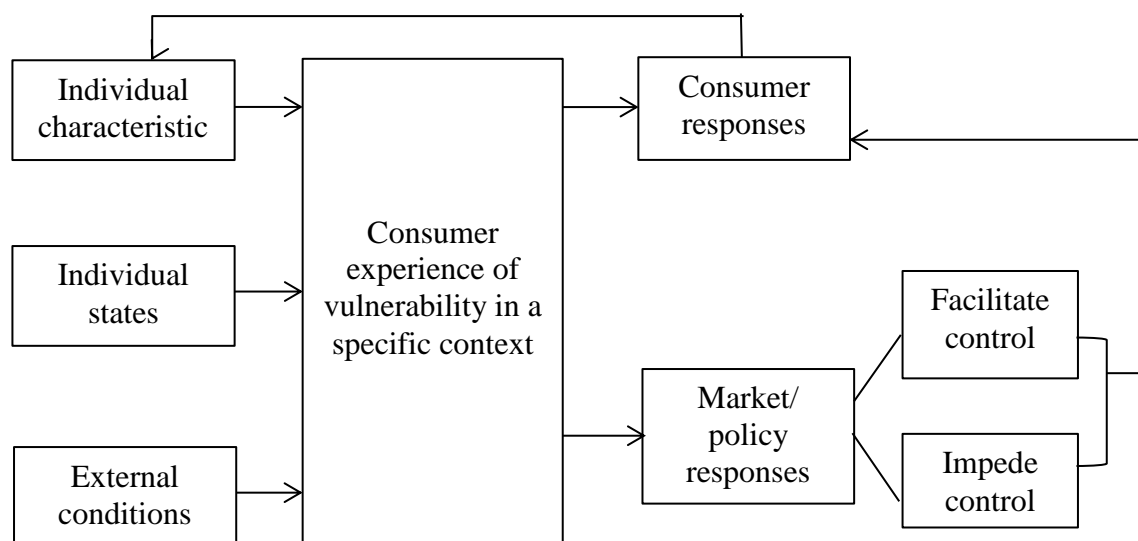 Individual
characteristic
Individual
states
External
conditions
Consumer
experience of
vulnerability in a
specific context
Consumer
responses
Market/
policy
responses
Facilitate
control
Impede
control